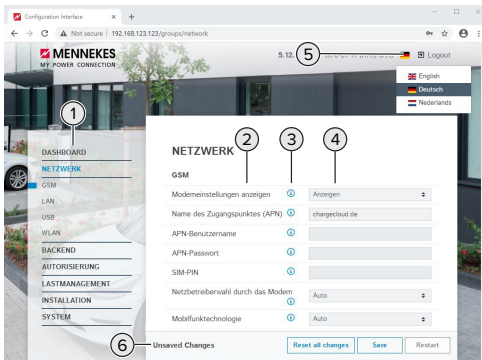 Configuration Interface
Not secure | 192.168.123.123/groups/network
MENNEKES
MY POWER CONNECTION
5.12.
5
Logout
English
Deutsch
Nederlands
1
DASHBOARD
NETZWERK
GSM
LAN
USB
WLAN
BACKEND
AUTORISIERUNG
LASTMANAGEMENT
INSTALLATION
SYSTEM
NETZWERK
2
3
4
GSM
Modemeinstellungen anzeigen Anzeigen
Name des Zugangspunktes (APN) chargecloud.de
APN-Benutzername
APN-Passwort
SIM-PIN
Netzbetreiberwahl durch das Modem Auto
Mobilfunktechnologie Auto
6
Unsaved Changes Reset all changes Save Restart